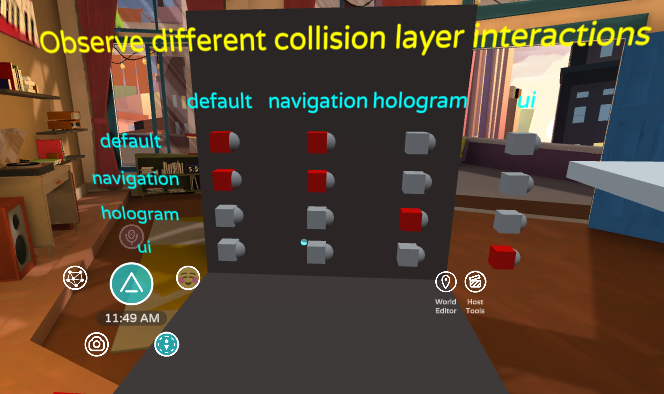 Observe different collision layer interactions
default navigation hologram ui
default
navigation
hologram
ui
World Editor
Host Tools
11:49 AM